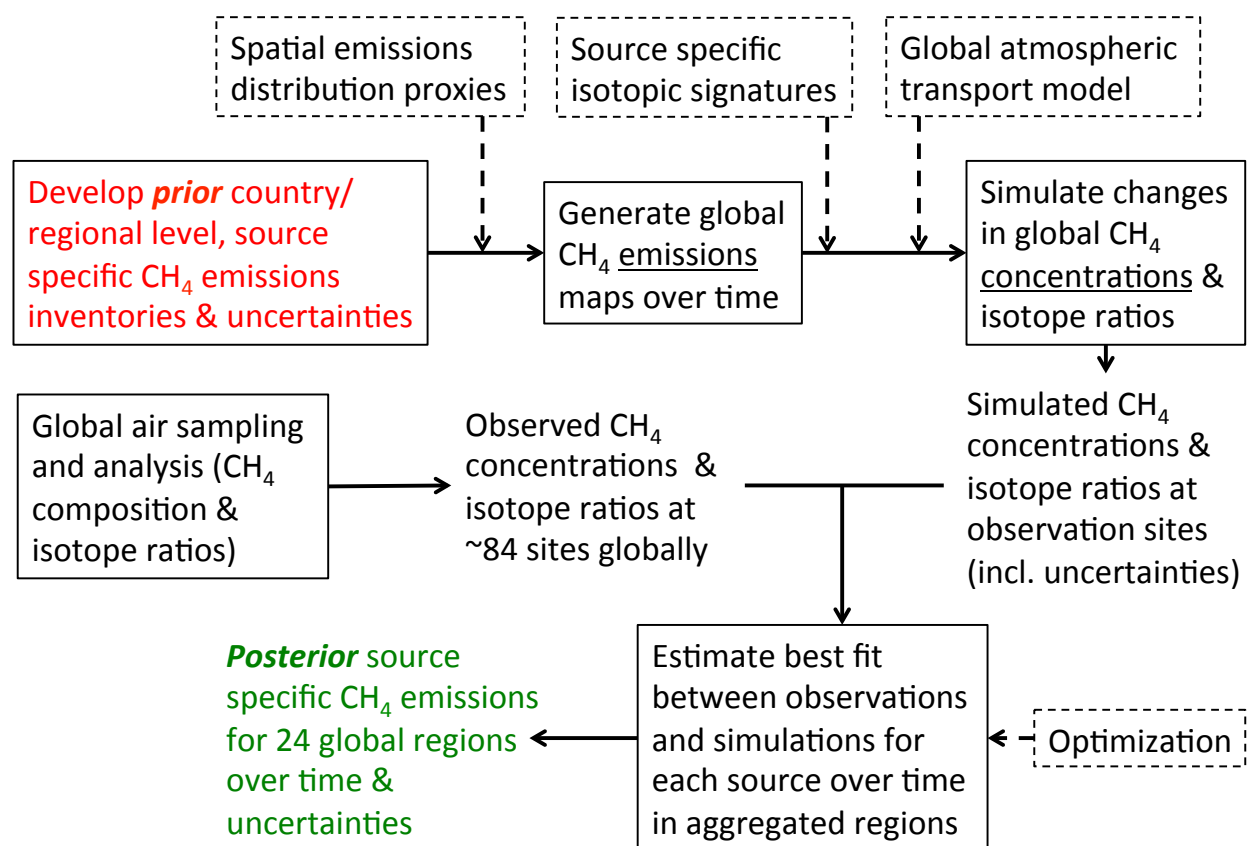 Spatial emissions
distribution proxies
Source specific
isotopic signatures
Global atmospheric
transport model
Develop prior country/
regional level, source
specific CH₄ emissions
inventories & uncertainties
Generate global
CH₄ emissions
maps over time
Simulate changes
in global CH₄
concentrations &
isotope ratios
Global air sampling
and analysis (CH₄
composition &
isotope ratios)
Observed CH₄
concentrations &
isotope ratios at
~84 sites globally
Simulated CH₄
concentrations &
isotope ratios at
observation sites
(incl. uncertainties)
Posterior source
specific CH₄ emissions
for 24 global regions
over time &
uncertainties
Estimate best fit
between observations
and simulations for
each source over time
in aggregated regions
Optimization